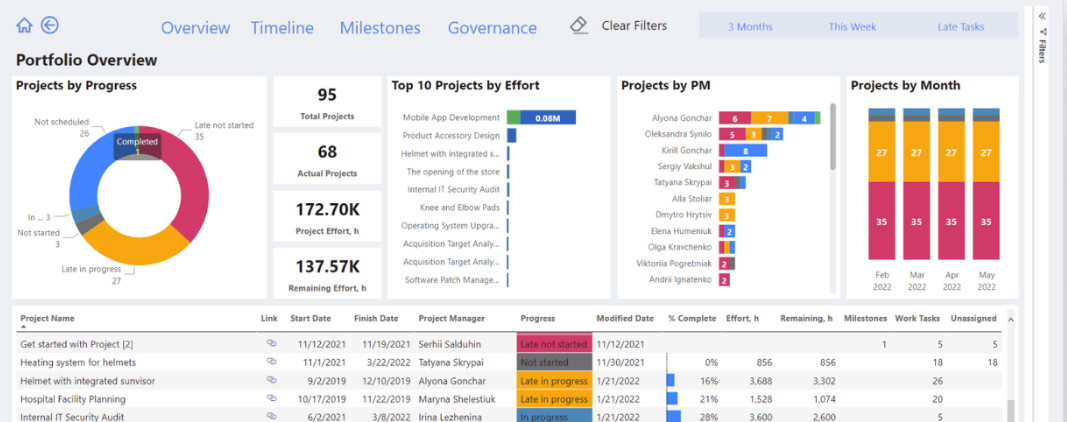 Overview Timeline Milestones Governance Clear Filters 3 Months This Week Late Tasks
Filters
Portfolio Overview
Projects by Progress
Not scheduled
26
Late not started
35
Completed
1
In ... 3
Not started
3
Late in progress
27
95
Total Projects
68
Actual Projects
172.70K
Project Effort, h
137.57K
Remaining Effort, h
Top 10 Projects by Effort
Mobile App Development 0.08M
Product Accessory Design
Helmet with integrated s...
The opening of the store
Internal IT Security Audit
Knee and Elbow Pads
Operating System Upgra...
Acquisition Target Analy...
Acquisition Target Analy...
Software Patch Manage...
Projects by PM
Alyona Gonchar 6 7 4
Oleksandra Synilo 5 3 2
Kirill Gonchar 8
Sergiy Vakshul 3 2
Tatyana Skrypai 3
Alla Stoliar 3
Dmytro Hrytsiv 3
Elena Humeniuk 2
Olga Kravchenko
Viktoriia Pogrebniak 2
Andrii Ignatenko 2
Projects by Month
27 27 27 27
35 35 35 35
Feb Mar Apr May
2022 2022 2022 2022
Project Name Link Start Date Finish Date Project Manager Progress Modified Date % Complete Effort, h Remaining, h Milestones Work Tasks Unassigned
Get started with Project [2] 11/12/2021 11/19/2021 Serhii Salduhin Late not started 11/12/2021 1 5 5
Heating system for helmets 11/1/2021 3/22/2022 Tatyana Skrypai Not started 11/30/2021 0% 856 856 18 18
Helmet with integrated sunvisor 9/2/2019 12/10/2019 Alyona Gonchar Late in progress 1/21/2022 16% 3,688 3,302 26
Hospital Facility Planning 10/17/2019 11/22/2019 Maryna Shelestiuk Late in progress 1/21/2022 21% 1,528 1,074 20
Internal IT Security Audit 6/2/2021 3/8/2022 Irina Lezhenina In progress 1/21/2022 28% 3,600 2,600 5